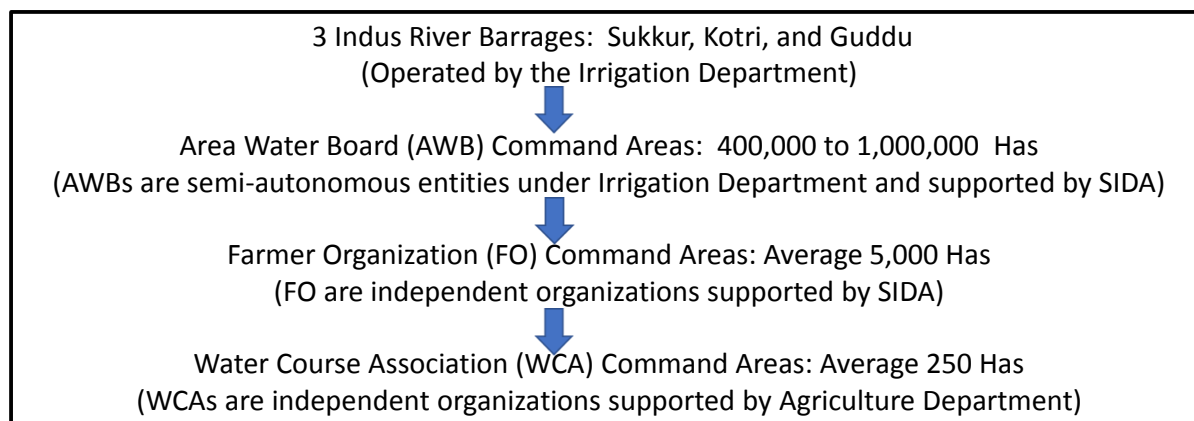 3 Indus River Barrages:  Sukkur, Kotri, and Guddu
(Operated by the Irrigation Department)
Area Water Board (AWB) Command Areas:  400,000 to 1,000,000  Has
(AWBs are semi-autonomous entities under Irrigation Department and supported by SIDA)
Farmer Organization (FO) Command Areas: Average 5,000 Has
(FO are independent organizations supported by SIDA)
Water Course Association (WCA) Command Areas: Average 250 Has
(WCAs are independent organizations supported by Agriculture Department)